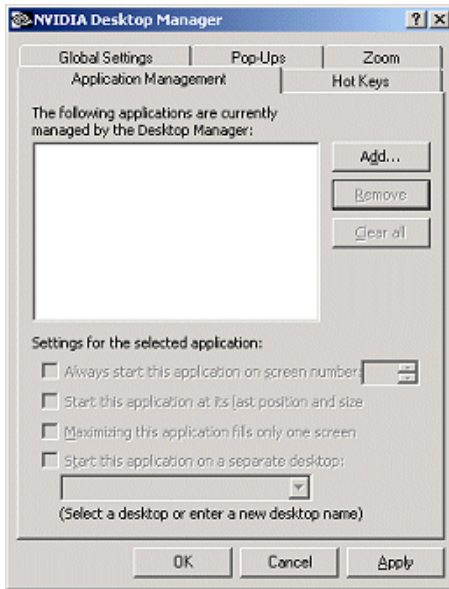 NVIDIA Desktop Manager
Global Settings Pop-Ups Zoom
Application Management Hot Keys
The following applications are currently
managed by the Desktop Manager:
Add...
Remove
Clear all
Settings for the selected application:
Always start this application on screen number:
Start this application at its last position and size
Maximizing this application fills only one screen
Start this application on a separate desktop:
(Select a desktop or enter a new desktop name)
OK Cancel Apply